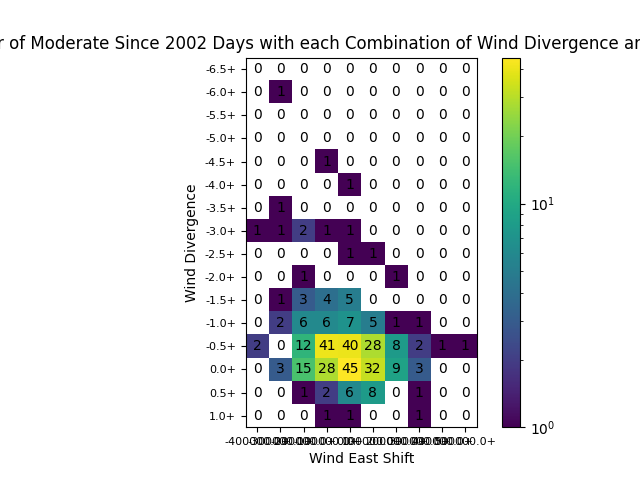 r of Moderate Since 2002 Days with each Combination of Wind Divergence
-6.5+ 0 0 0 0 0 0 0 0 0 0
-6.0+ 0 1 0 0 0 0 0 0 0 0
-5.5+ 0 0 0 0 0 0 0 0 0 0
-5.0+ 0 0 0 0 0 0 0 0 0 0
-4.5+ 0 0 0 1 0 0 0 0 0 0
-4.0+ 0 0 0 0 1 0 0 0 0 0
-3.5+ 0 1 0 0 0 0 0 0 0 0
-3.0+ 1 1 2 1 1 0 0 0 0 0
-2.5+ 0 0 0 0 1 1 0 0 0 0
-2.0+ 0 0 1 0 0 0 1 0 0 0
-1.5+ 0 1 3 4 5 0 0 0 0 0
-1.0+ 0 2 6 6 7 5 1 1 0 0
-0.5+ 2 0 12 41 40 28 8 2 1 1
0.0+ 0 3 15 28 45 32 9 3 0 0
0.5+ 0 0 1 2 6 8 0 1 0 0
1.0+ 0 0 0 1 1 0 0 1 0 0
Wind Divergence
Wind East Shift
10¹
10⁰